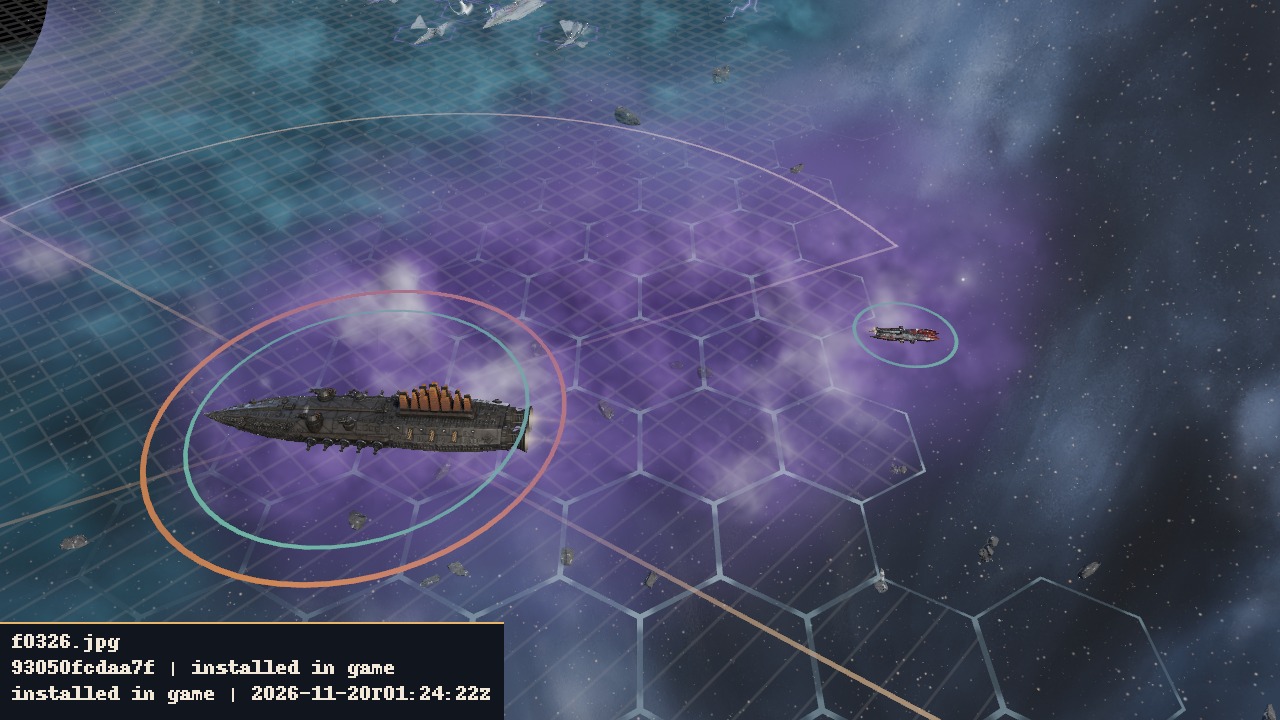 f0326.jpg
93050fcdaa7f | installed in game
installed in game | 2026-11-20T01:24:22z